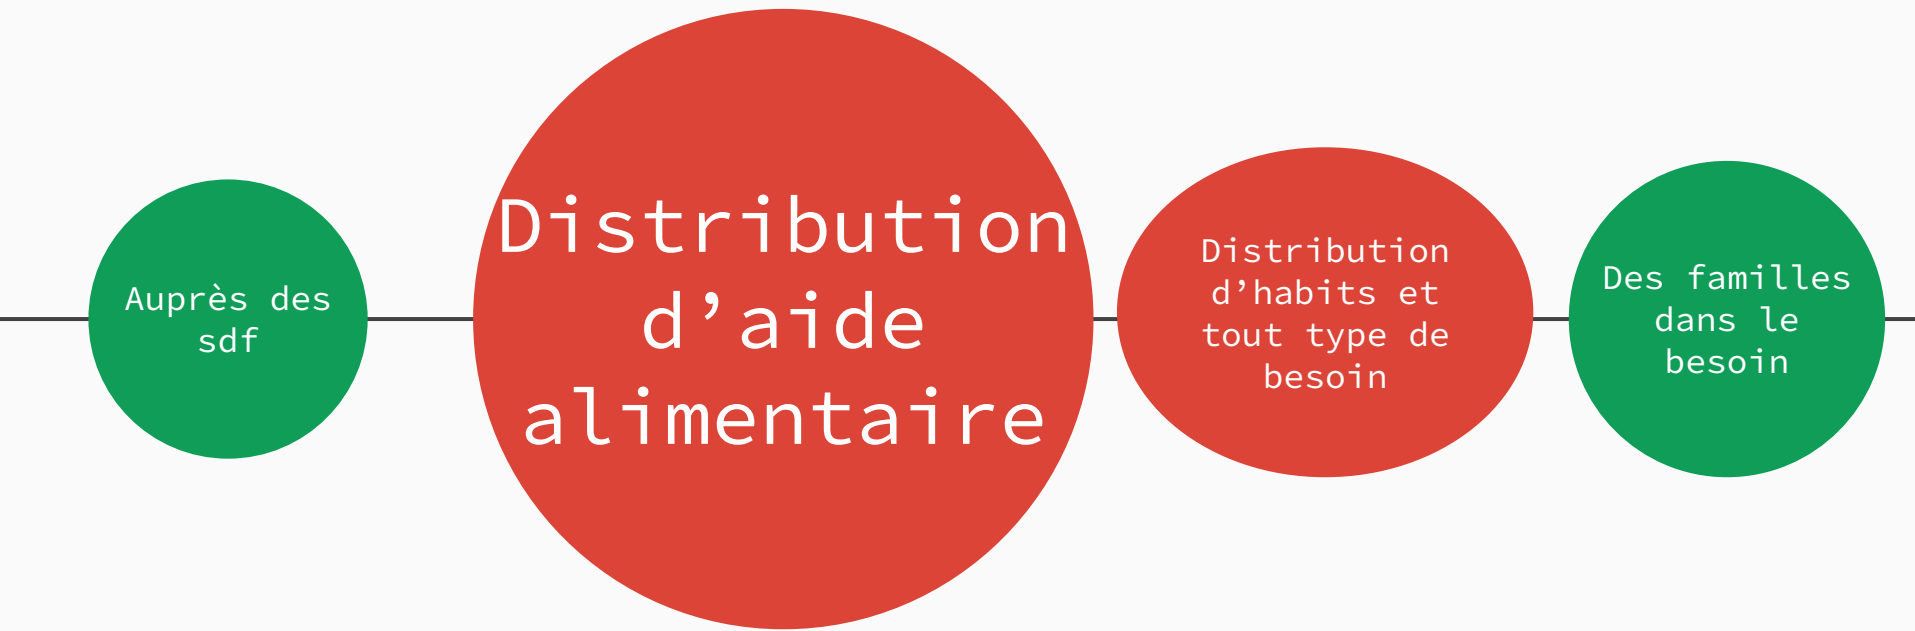 Auprès des
sdf
Distribution
d’aide
alimentaire
Distribution
d’habits et
tout type de
besoin
Des familles
dans le
besoin